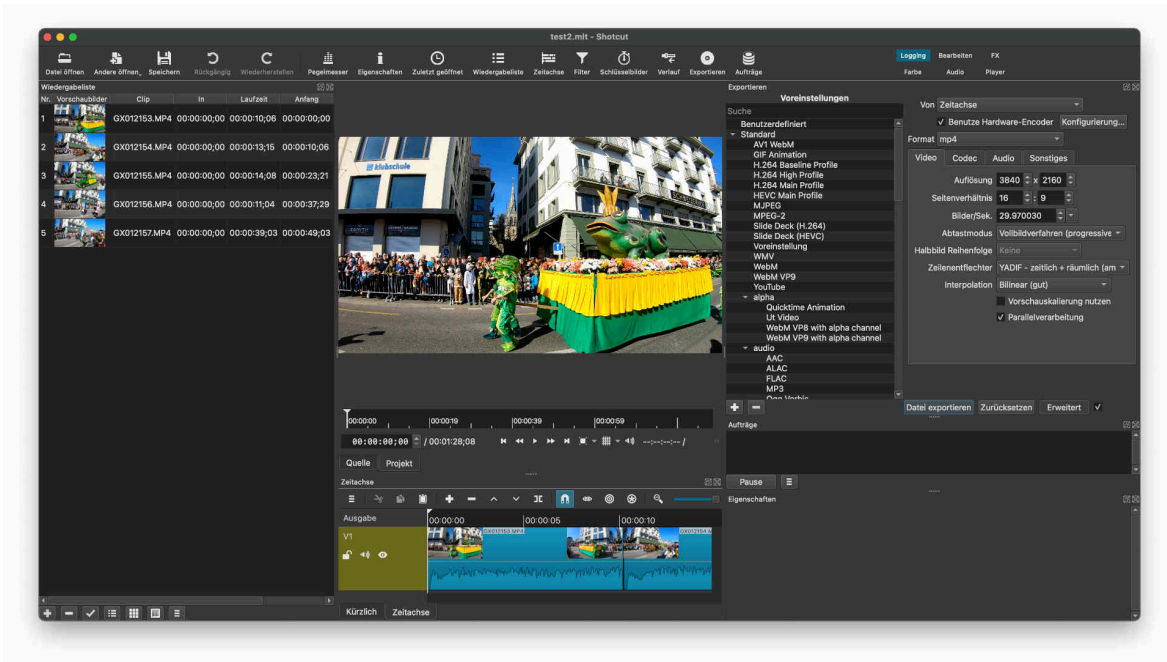 test2.mlt - Shotcut
Datei öffnen Andere öffnen, Speichern Rückgängig Wiederherstellen Pegelmesser Eigenschaften Zuletzt geöffnet Wiedergabeliste Zeitachse Filter Schlüsselbilder Verlauf Exportieren Aufträge
Logging Bearbeiten FX
Farbe Audio Player
Wiedergabeliste
Nr. Vorschaubilder Clip In Laufzeit Anfang
1 GX012153.MP4 00:00:00;00 00:00:10;06 00:00:00;00
2 GX012154.MP4 00:00:00;00 00:00:13;15 00:00:10;06
3 GX012155.MP4 00:00:00;00 00:00:14;08 00:00:23;21
4 GX012156.MP4 00:00:00;00 00:00:11;04 00:00:37;29
5 GX012157.MP4 00:00:00;00 00:00:39;03 00:00:49;03
klubschule
00:00:00 00:00:19 00:00:39 00:00:59
00:00:00;00 / 00:01:28;08 --:--:--:-- /
Quelle Projekt
Zeitachse
Ausgabe 00:00:00 00:00:05 00:00:10
V1 GX012153.MP4
Kürzlich Zeitachse
Exportieren
Voreinstellungen
Suche
Benutzerdefiniert
Standard
AV1 WebM
GIF Animation
H.264 Baseline Profile
H.264 High Profile
H.264 Main Profile
HEVC Main Profile
MJPEG
MPEG-2
Slide Deck (H.264)
Slide Deck (HEVC)
Voreinstellung
WMV
WebM
WebM VP9
YouTube
alpha
Quicktime Animation
Ut Video
WebM VP8 with alpha channel
WebM VP9 with alpha channel
audio
AAC
ALAC
FLAC
MP3
Ogg Vorbis
Von Zeitachse
Benutze Hardware-Encoder Konfigurierung...
Format mp4
Video Codec Audio Sonstiges
Auflösung 3840 x 2160
Seitenverhältnis 16 : 9
Bilder/Sek. 29.970030
Abtastmodus Vollbildverfahren (progressive
Halbbild Reihenfolge Keine
Zeilenentflechter YADIF - zeitlich + räumlich (am
Interpolation Bilinear (gut)
Vorschauskalierung nutzen
Parallelverarbeitung
Datei exportieren Zurücksetzen Erweitert
Aufträge
Pause
Eigenschaften